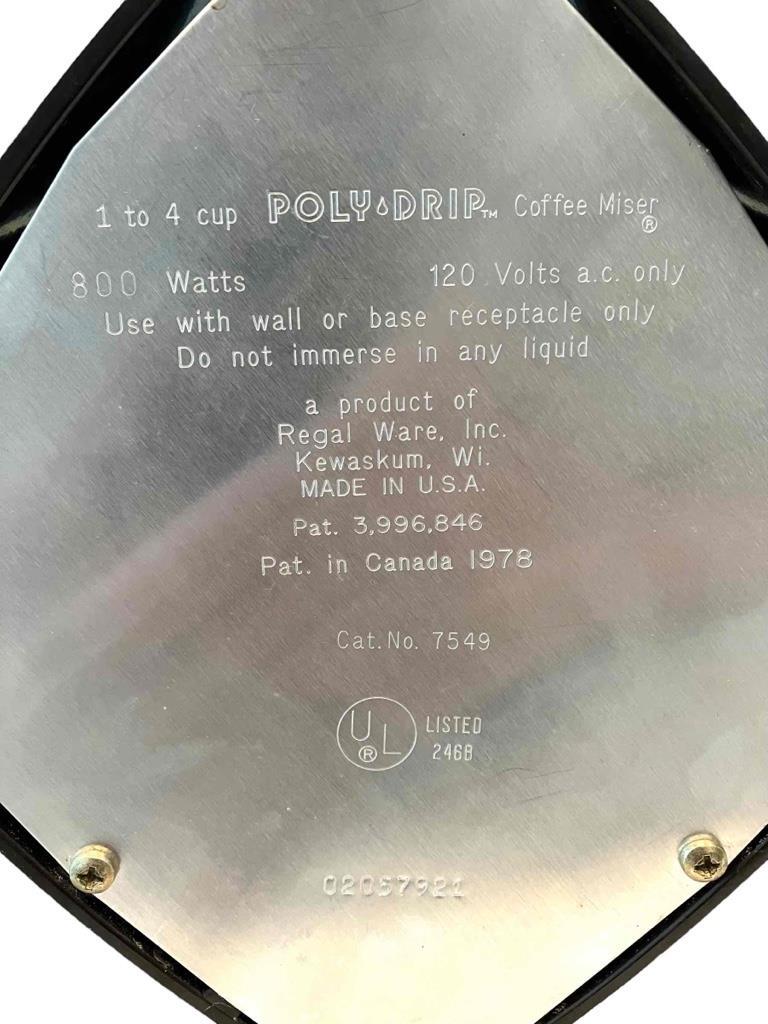 1 to 4 cup POLY DRIP™ Coffee Miser®
800 Watts 120 Volts a.c. only
Use with wall or base receptacle only
Do not immerse in any liquid
a product of
Regal Ware, Inc.
Kewaskum, Wi.
MADE IN U.S.A.
Pat. 3,996,846
Pat. in Canada 1978
Cat. No. 7549
UL® LISTED
246B
02057921